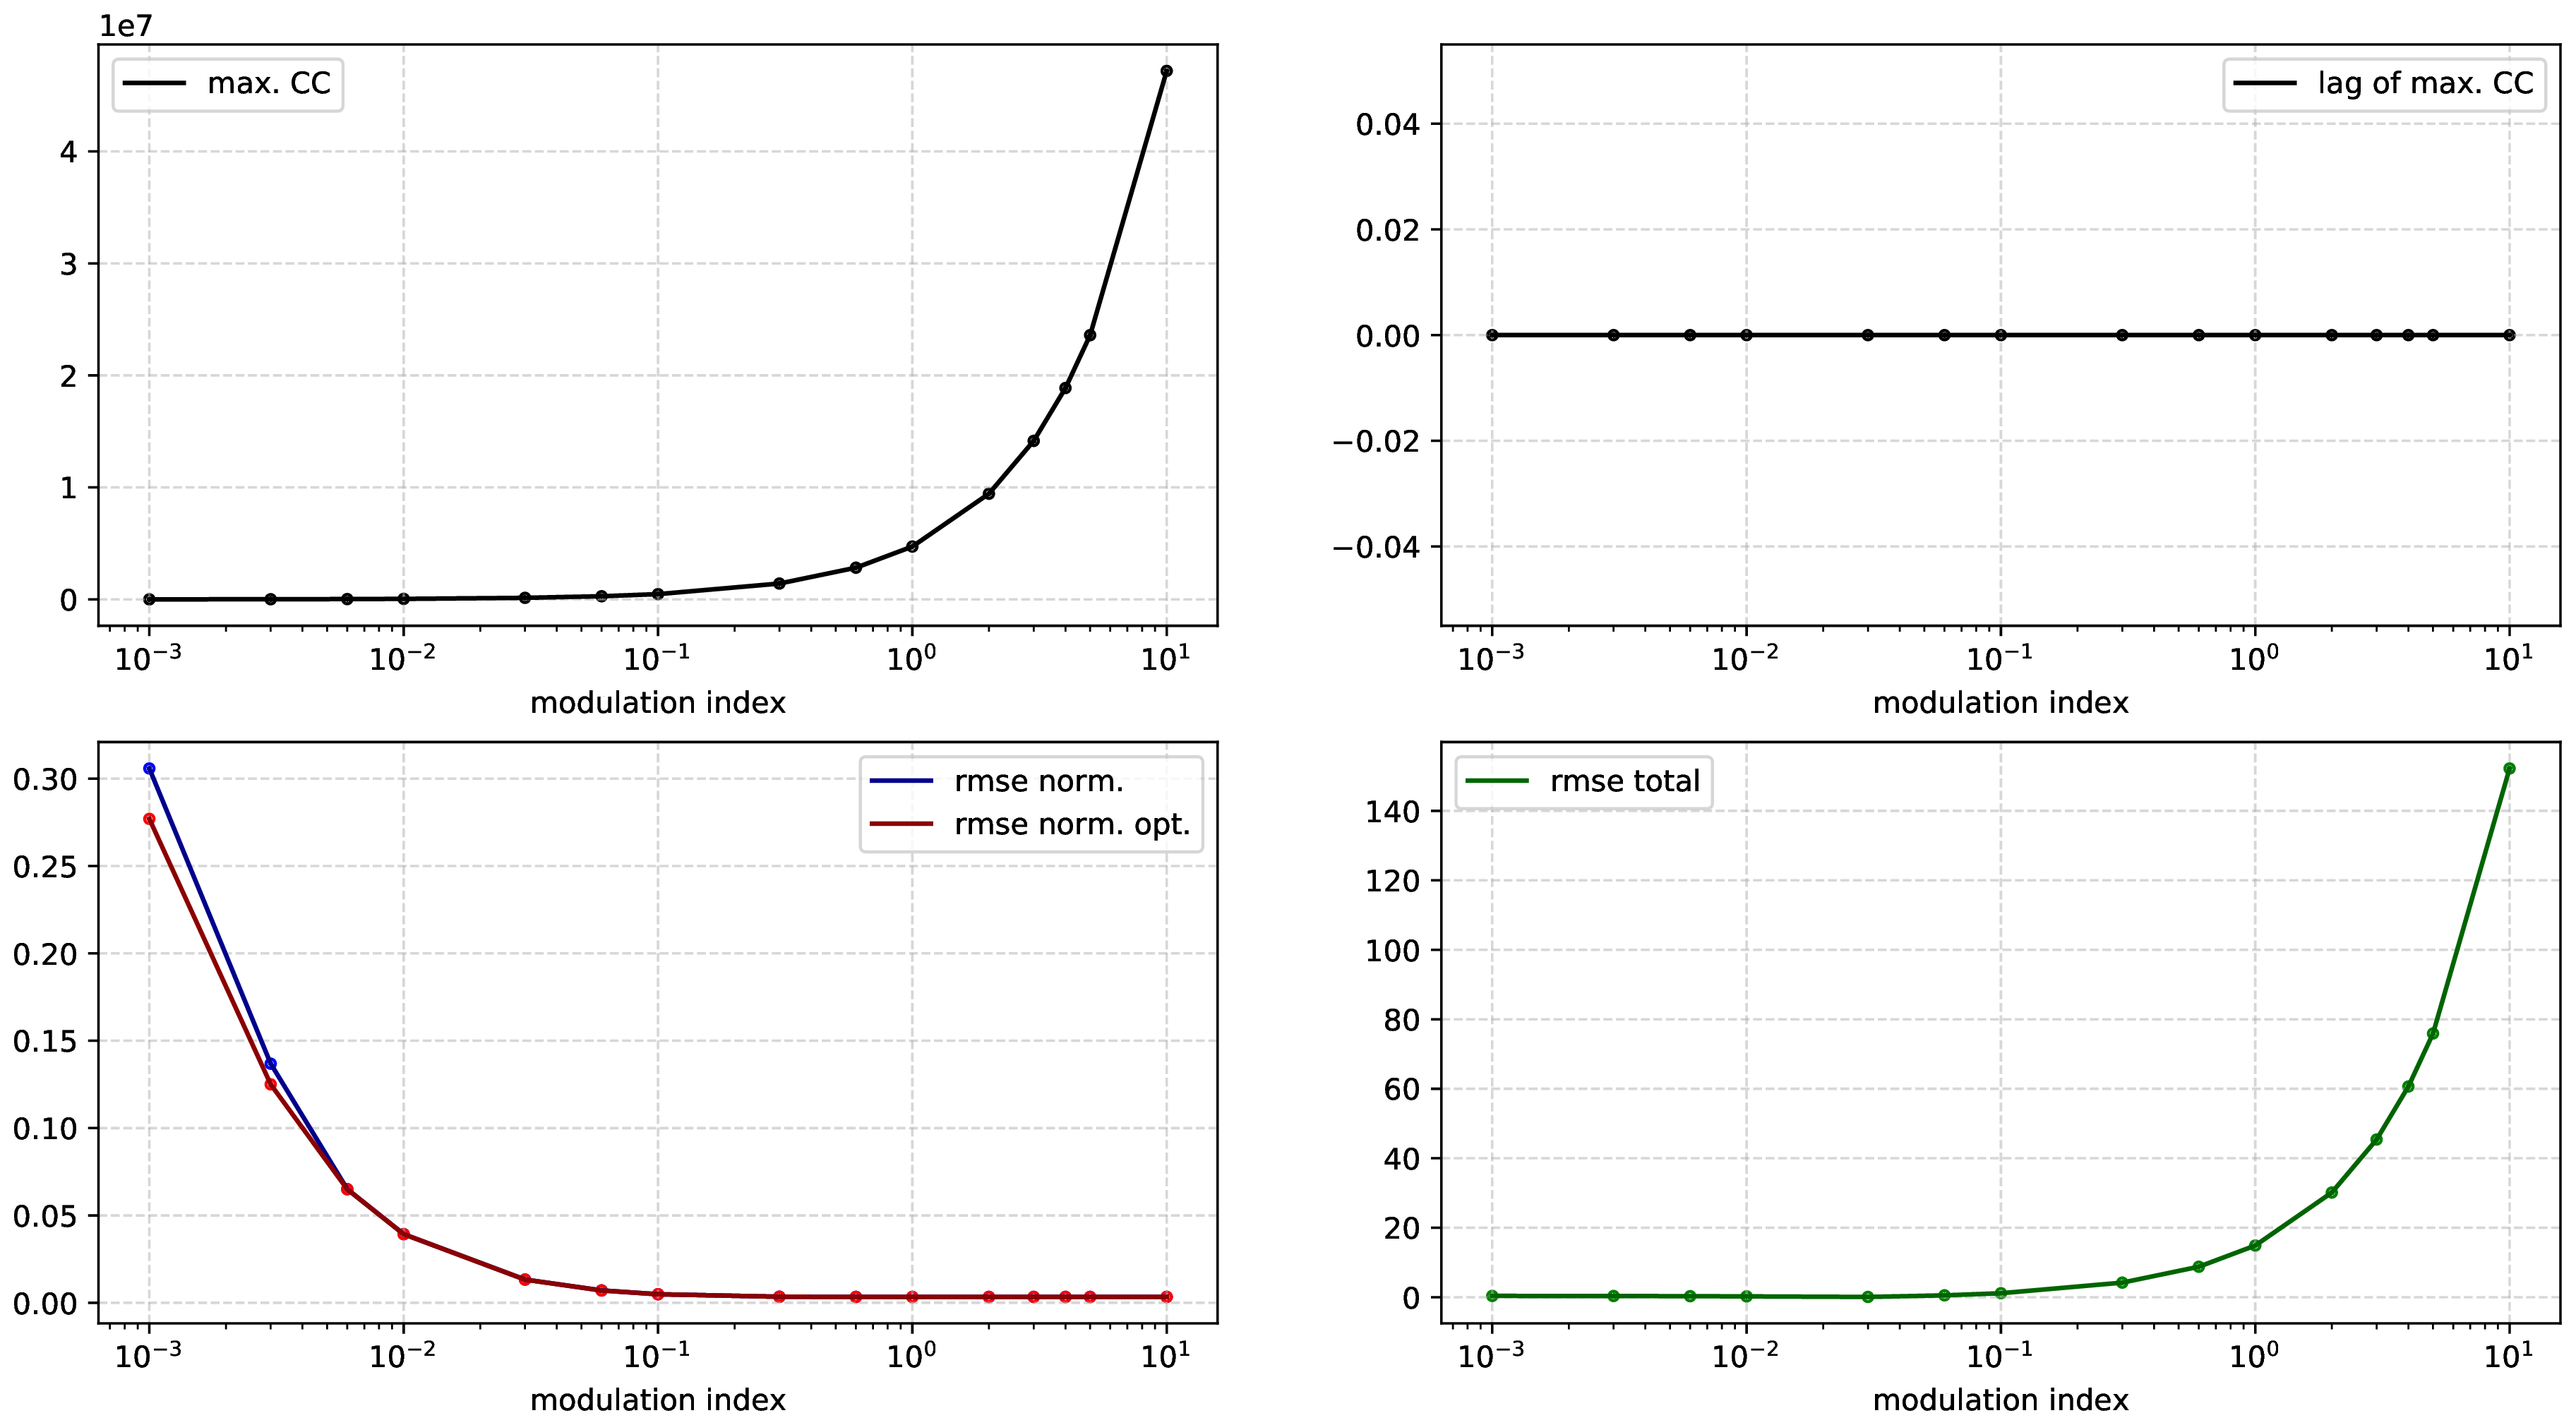 1e7
max. CC
4
3
2
1
0
10⁻³ 10⁻² 10⁻¹ 10⁰ 10¹
modulation index
lag of max. CC
0.04
0.02
0.00
−0.02
−0.04
10⁻³ 10⁻² 10⁻¹ 10⁰ 10¹
modulation index
rmse norm.
rmse norm. opt.
0.30
0.25
0.20
0.15
0.10
0.05
0.00
10⁻³ 10⁻² 10⁻¹ 10⁰ 10¹
modulation index
rmse total
140
120
100
80
60
40
20
0
10⁻³ 10⁻² 10⁻¹ 10⁰ 10¹
modulation index